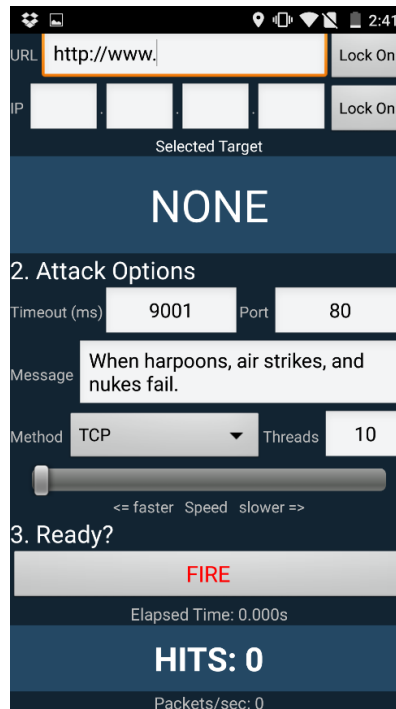 2:41
URL http://www. Lock On
IP . . . Lock On
Selected Target
NONE
2. Attack Options
Timeout (ms) 9001 Port 80
Message When harpoons, air strikes, and
nukes fail.
Method TCP Threads 10
<= faster Speed slower =>
3. Ready?
FIRE
Elapsed Time: 0.000s
HITS: 0
Packets/sec: 0